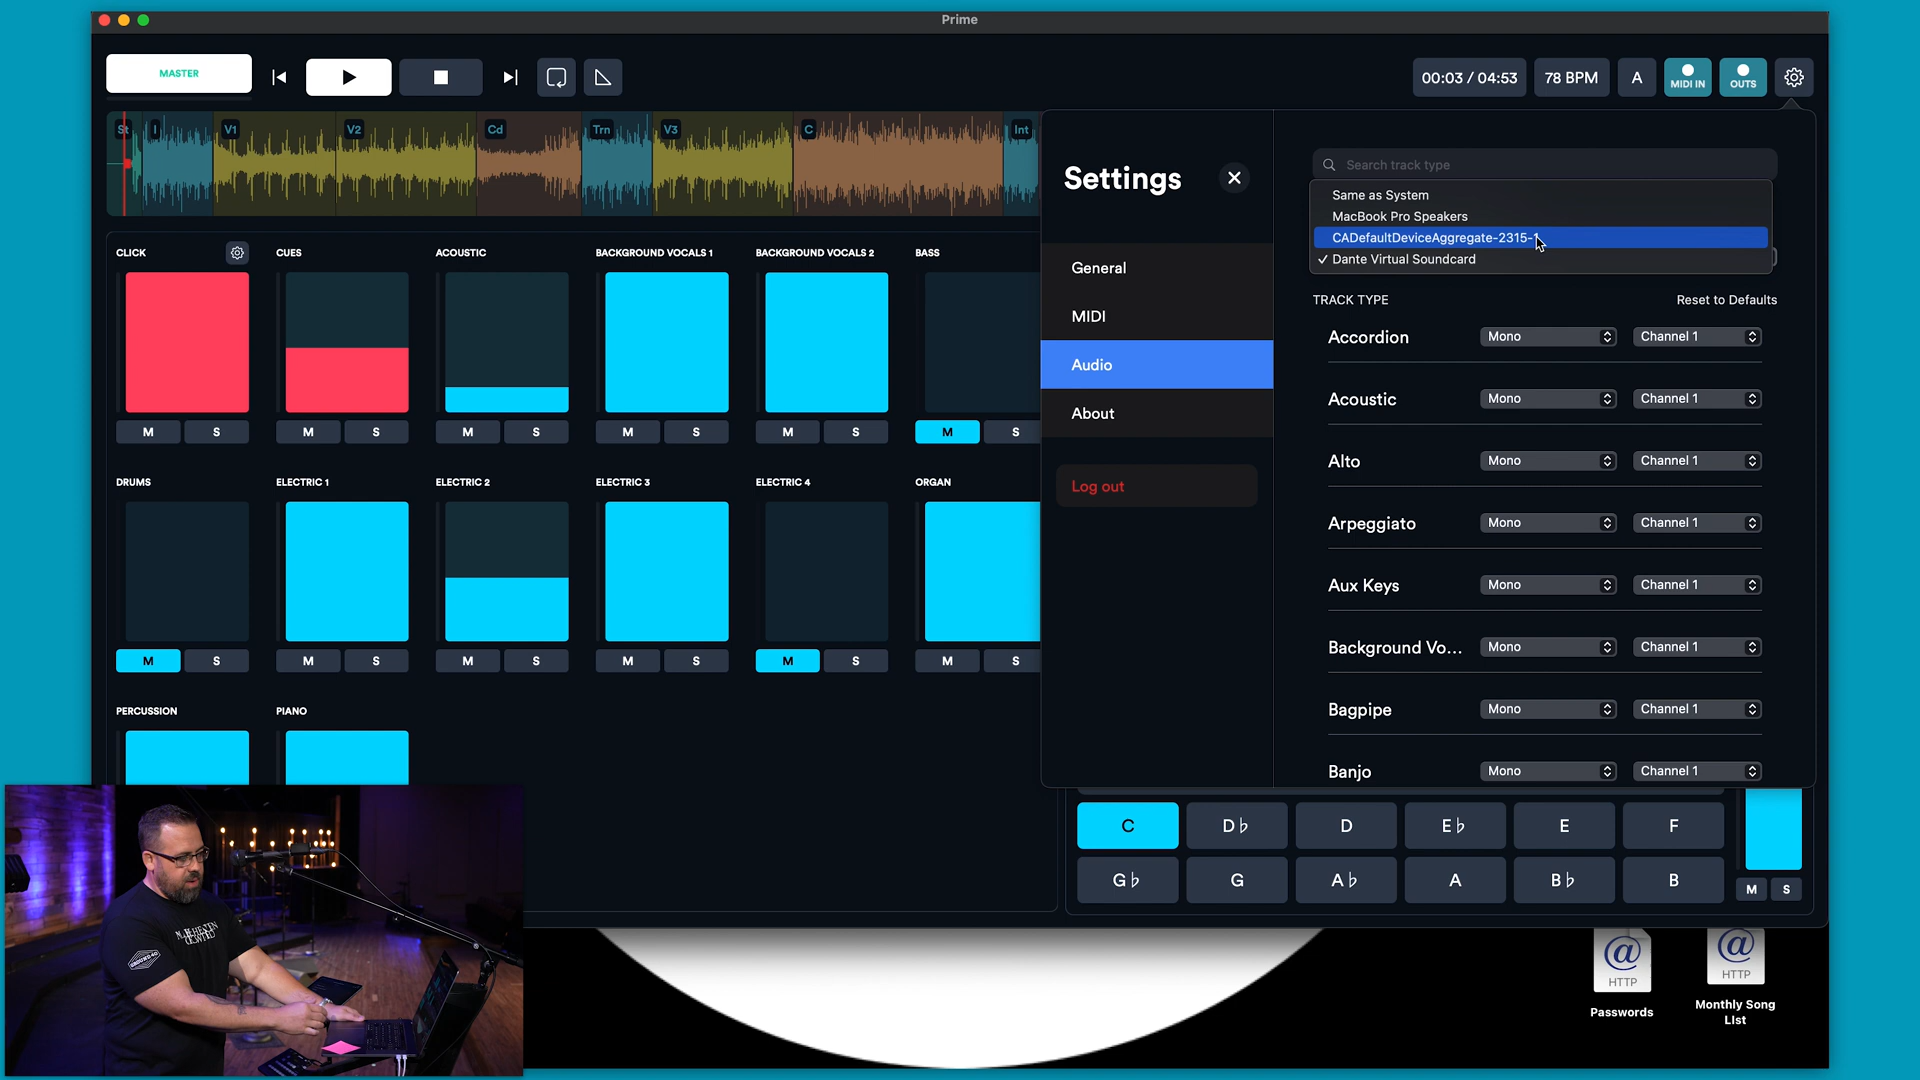 Prime
MASTER
00:03 / 04:53
78 BPM
A
MIDI IN
OUTS
St
I
V1
V2
Cd
Trn
V3
C
Int
Settings
Search track type
Same as System
MacBook Pro Speakers
CADefaultDeviceAggregate-2315-1
✓ Dante Virtual Soundcard
General
MIDI
Audio
About
Log out
TRACK TYPE
Reset to Defaults
Accordion Mono Channel 1
Acoustic Mono Channel 1
Alto Mono Channel 1
Arpeggiato Mono Channel 1
Aux Keys Mono Channel 1
Background Vo... Mono Channel 1
Bagpipe Mono Channel 1
Banjo Mono Channel 1
CLICK
CUES
ACOUSTIC
BACKGROUND VOCALS 1
BACKGROUND VOCALS 2
BASS
M S
M S
M S
M S
M S
M S
DRUMS
ELECTRIC 1
ELECTRIC 2
ELECTRIC 3
ELECTRIC 4
ORGAN
M S
M S
M S
M S
M S
M S
PERCUSSION
PIANO
C
D♭
D
E♭
E
F
G♭
G
A♭
A
B♭
B
M S
@
HTTP
Passwords
@
HTTP
Monthly Song
LIst